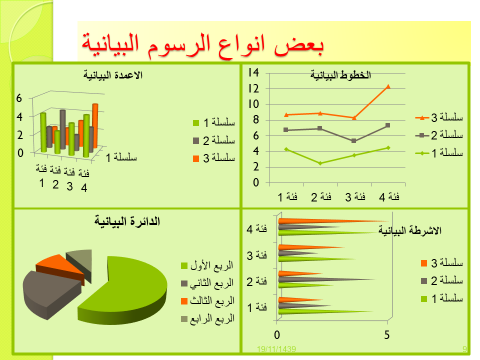 بعض انواع الرسوم البيانية
الخطوط البيانية
14
12
10
8
6
4
2
0
فئة 1
فئة 2
فئة 3
فئة 4
سلسلة 3
سلسلة 2
سلسلة 1
الاعمدة البيانية
6
4
2
0
فئة 1
فئة 2
فئة 3
فئة 4
سلسلة 1
سلسلة 1
سلسلة 2
سلسلة 3
الاشرطة البيانية
فئة 4
فئة 3
فئة 2
فئة 1
0
5
سلسلة 3
سلسلة 2
سلسلة 1
الدائرة البيانية
الربع الأول
الربع الثاني
الربع الثالث
الربع الرابع
19/11/1439